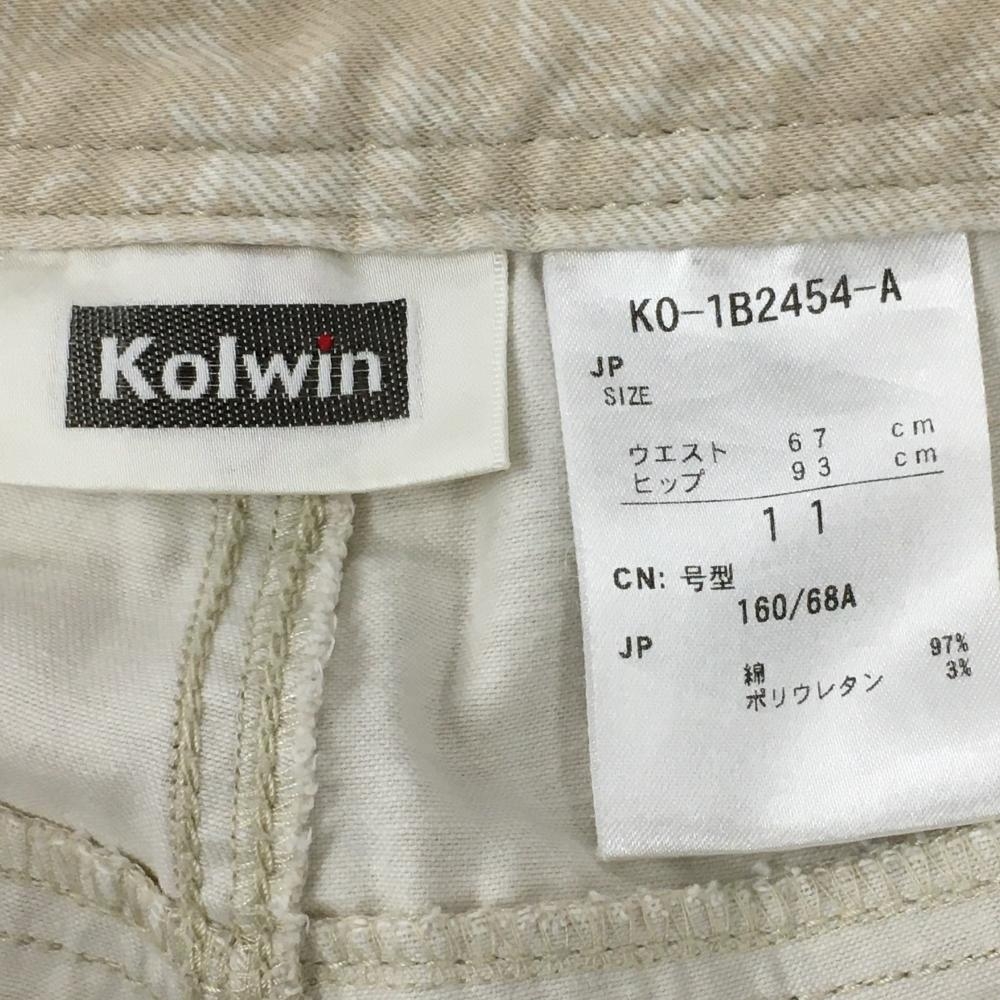 Kolwin
KO-1B2454-A
JP
SIZE
ウエスト 67 cm
ヒップ 93 cm
11
CN: 号型
160/68A
JP
綿 97%
ポリウレタン 3%